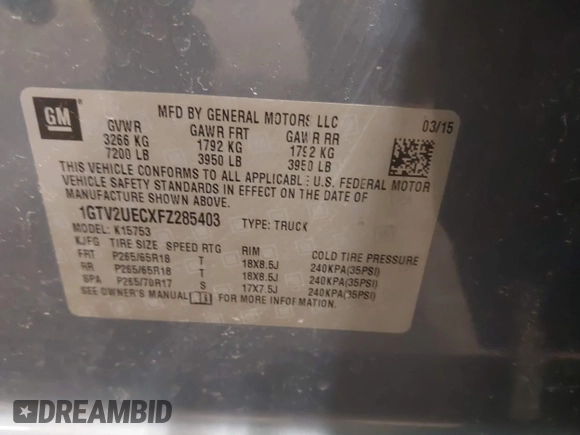 GM
MFD BY GENERAL MOTORS LLC
03/15
GVWR GAWR FRT GAWR RR
3266 KG 1792 KG 1792 KG
7200 LB 3950 LB 3950 LB
THIS VEHICLE CONFORMS TO ALL APPLICABLE U.S. FEDERAL MOTOR
VEHICLE SAFETY STANDARDS IN EFFECT ON THE DATE OF
MANUFACTURE SHOWN ABOVE.
1GTV2UECXFZ285403 TYPE: TRUCK
MODEL: K15753
KJFG TIRE SIZE SPEED RTG RIM COLD TIRE PRESSURE
FRT P265/65R18 T 18X8.5J 240KPA(35PSI)
RR P265/65R18 T 18X8.5J 240KPA(35PSI)
SPA P265/70R17 S 17X7.5J 240KPA(35PSI)
SEE OWNER'S MANUAL FOR MORE INFORMATION.
DREAMBID